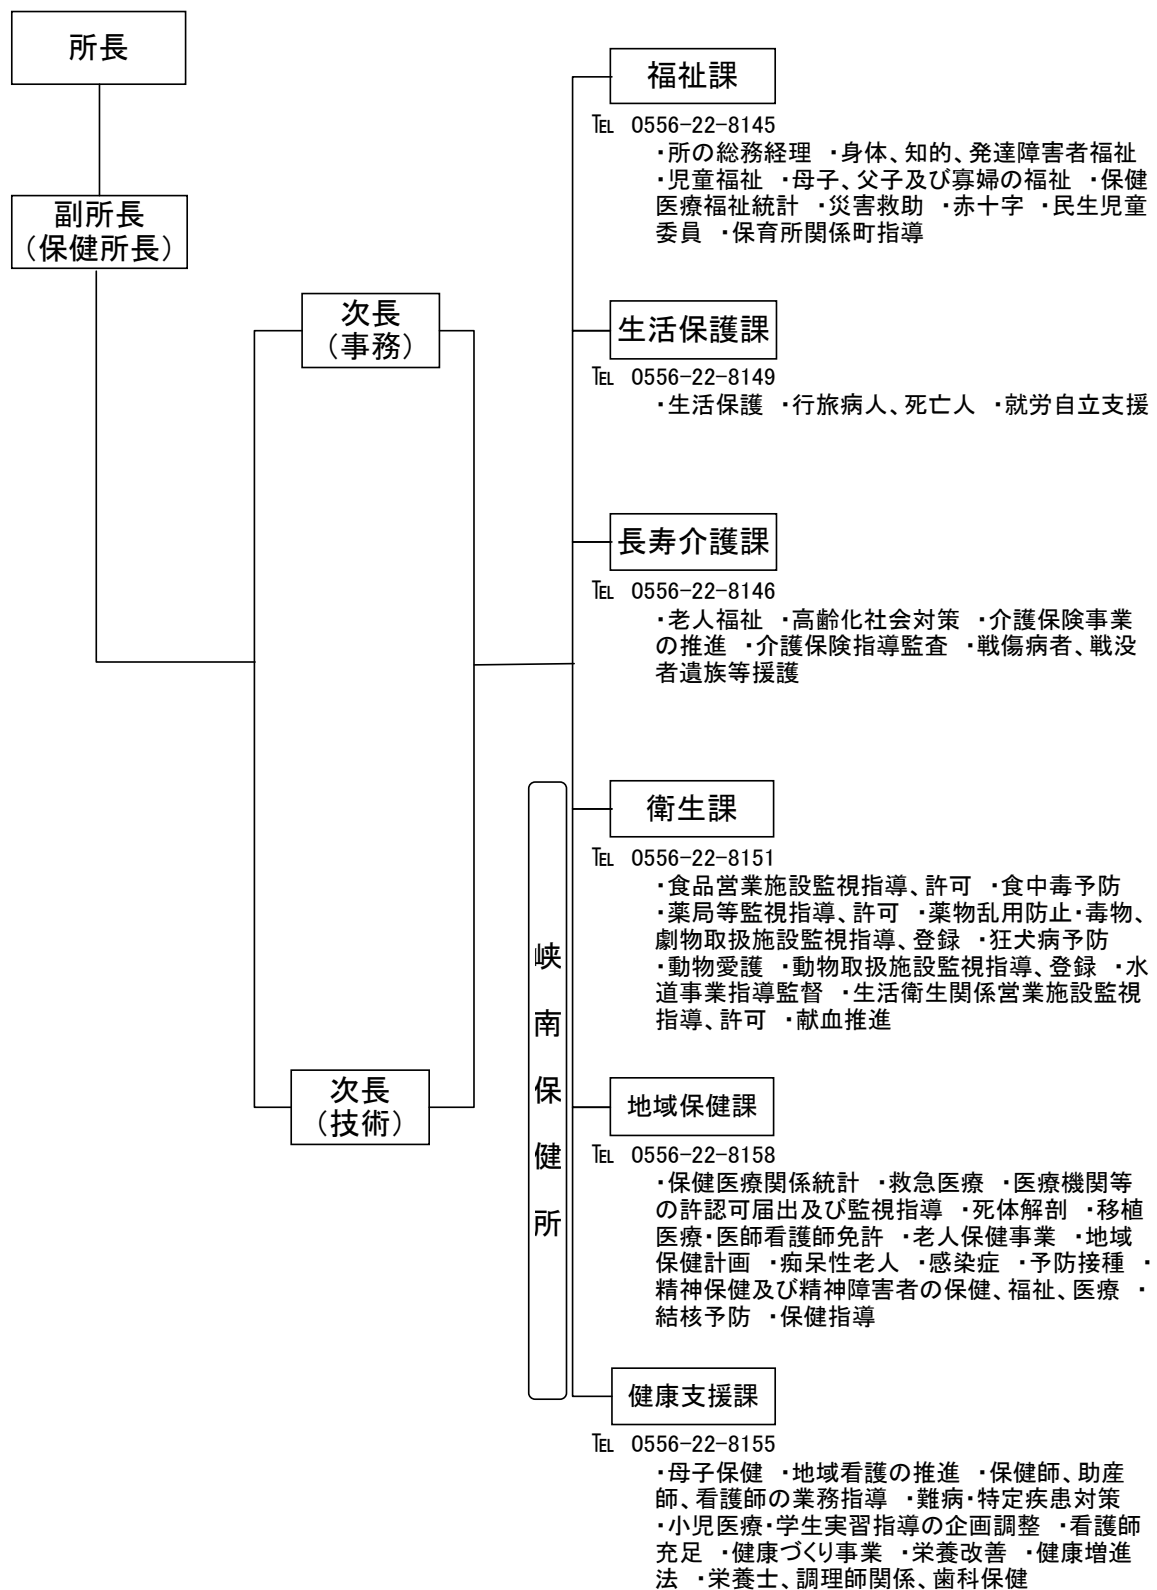 所長
副所長
（保健所長）
次長
（事務）
次長
（技術）
福祉課
℡ 0556-22-8145
・所の総務経理 ・身体、知的、発達障害者福祉
・児童福祉 ・母子、父子及び寡婦の福祉 ・保健
医療福祉統計 ・災害救助 ・赤十字 ・民生児童
委員 ・保育所関係町指導
生活保護課
℡ 0556-22-8149
・生活保護 ・行旅病人、死亡人 ・就労自立支援
長寿介護課
℡ 0556-22-8146
・老人福祉 ・高齢化社会対策 ・介護保険事業
の推進 ・介護保険指導監査 ・戦傷病者、戦没
者遺族等援護
峡南保健所
衛生課
℡ 0556-22-8151
・食品営業施設監視指導、許可 ・食中毒予防
・薬局等監視指導、許可 ・薬物乱用防止・毒物、
劇物取扱施設監視指導、登録 ・狂犬病予防
・動物愛護 ・動物取扱施設監視指導、登録 ・水
道事業指導監督 ・生活衛生関係営業施設監視
指導、許可 ・献血推進
地域保健課
℡ 0556-22-8158
・保健医療関係統計 ・救急医療 ・医療機関等
の許認可届出及び監視指導 ・死体解剖 ・移植
医療・医師看護師免許 ・老人保健事業 ・地域
保健計画 ・痴呆性老人 ・感染症 ・予防接種 ・
精神保健及び精神障害者の保健、福祉、医療 ・
結核予防 ・保健指導
健康支援課
℡ 0556-22-8155
・母子保健 ・地域看護の推進 ・保健師、助産
師、看護師の業務指導 ・難病・特定疾患対策
・小児医療・学生実習指導の企画調整 ・看護師
充足 ・健康づくり事業 ・栄養改善 ・健康増進
法 ・栄養士、調理師関係、歯科保健